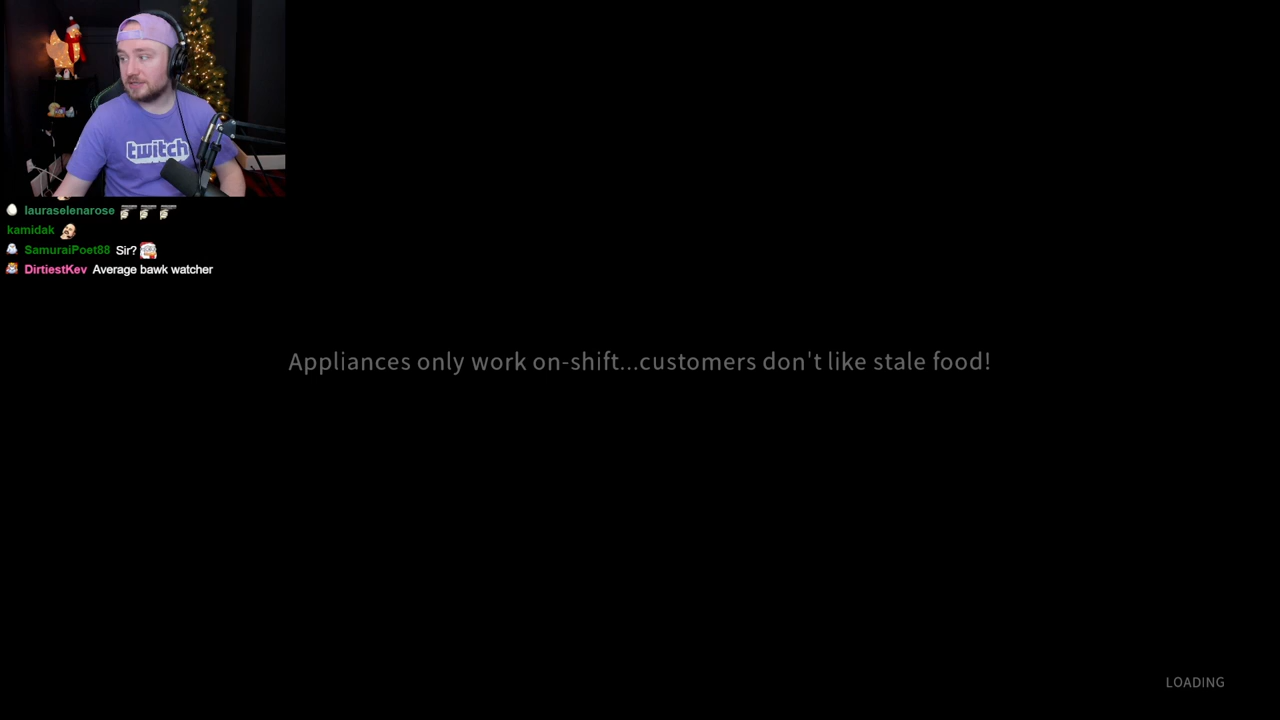 twitch
lauraselenarose
kamidak
SamuraiPoet88 Sir?
DirtiestKev Average bawk watcher
Appliances only work on-shift...customers don't like stale food!
LOADING